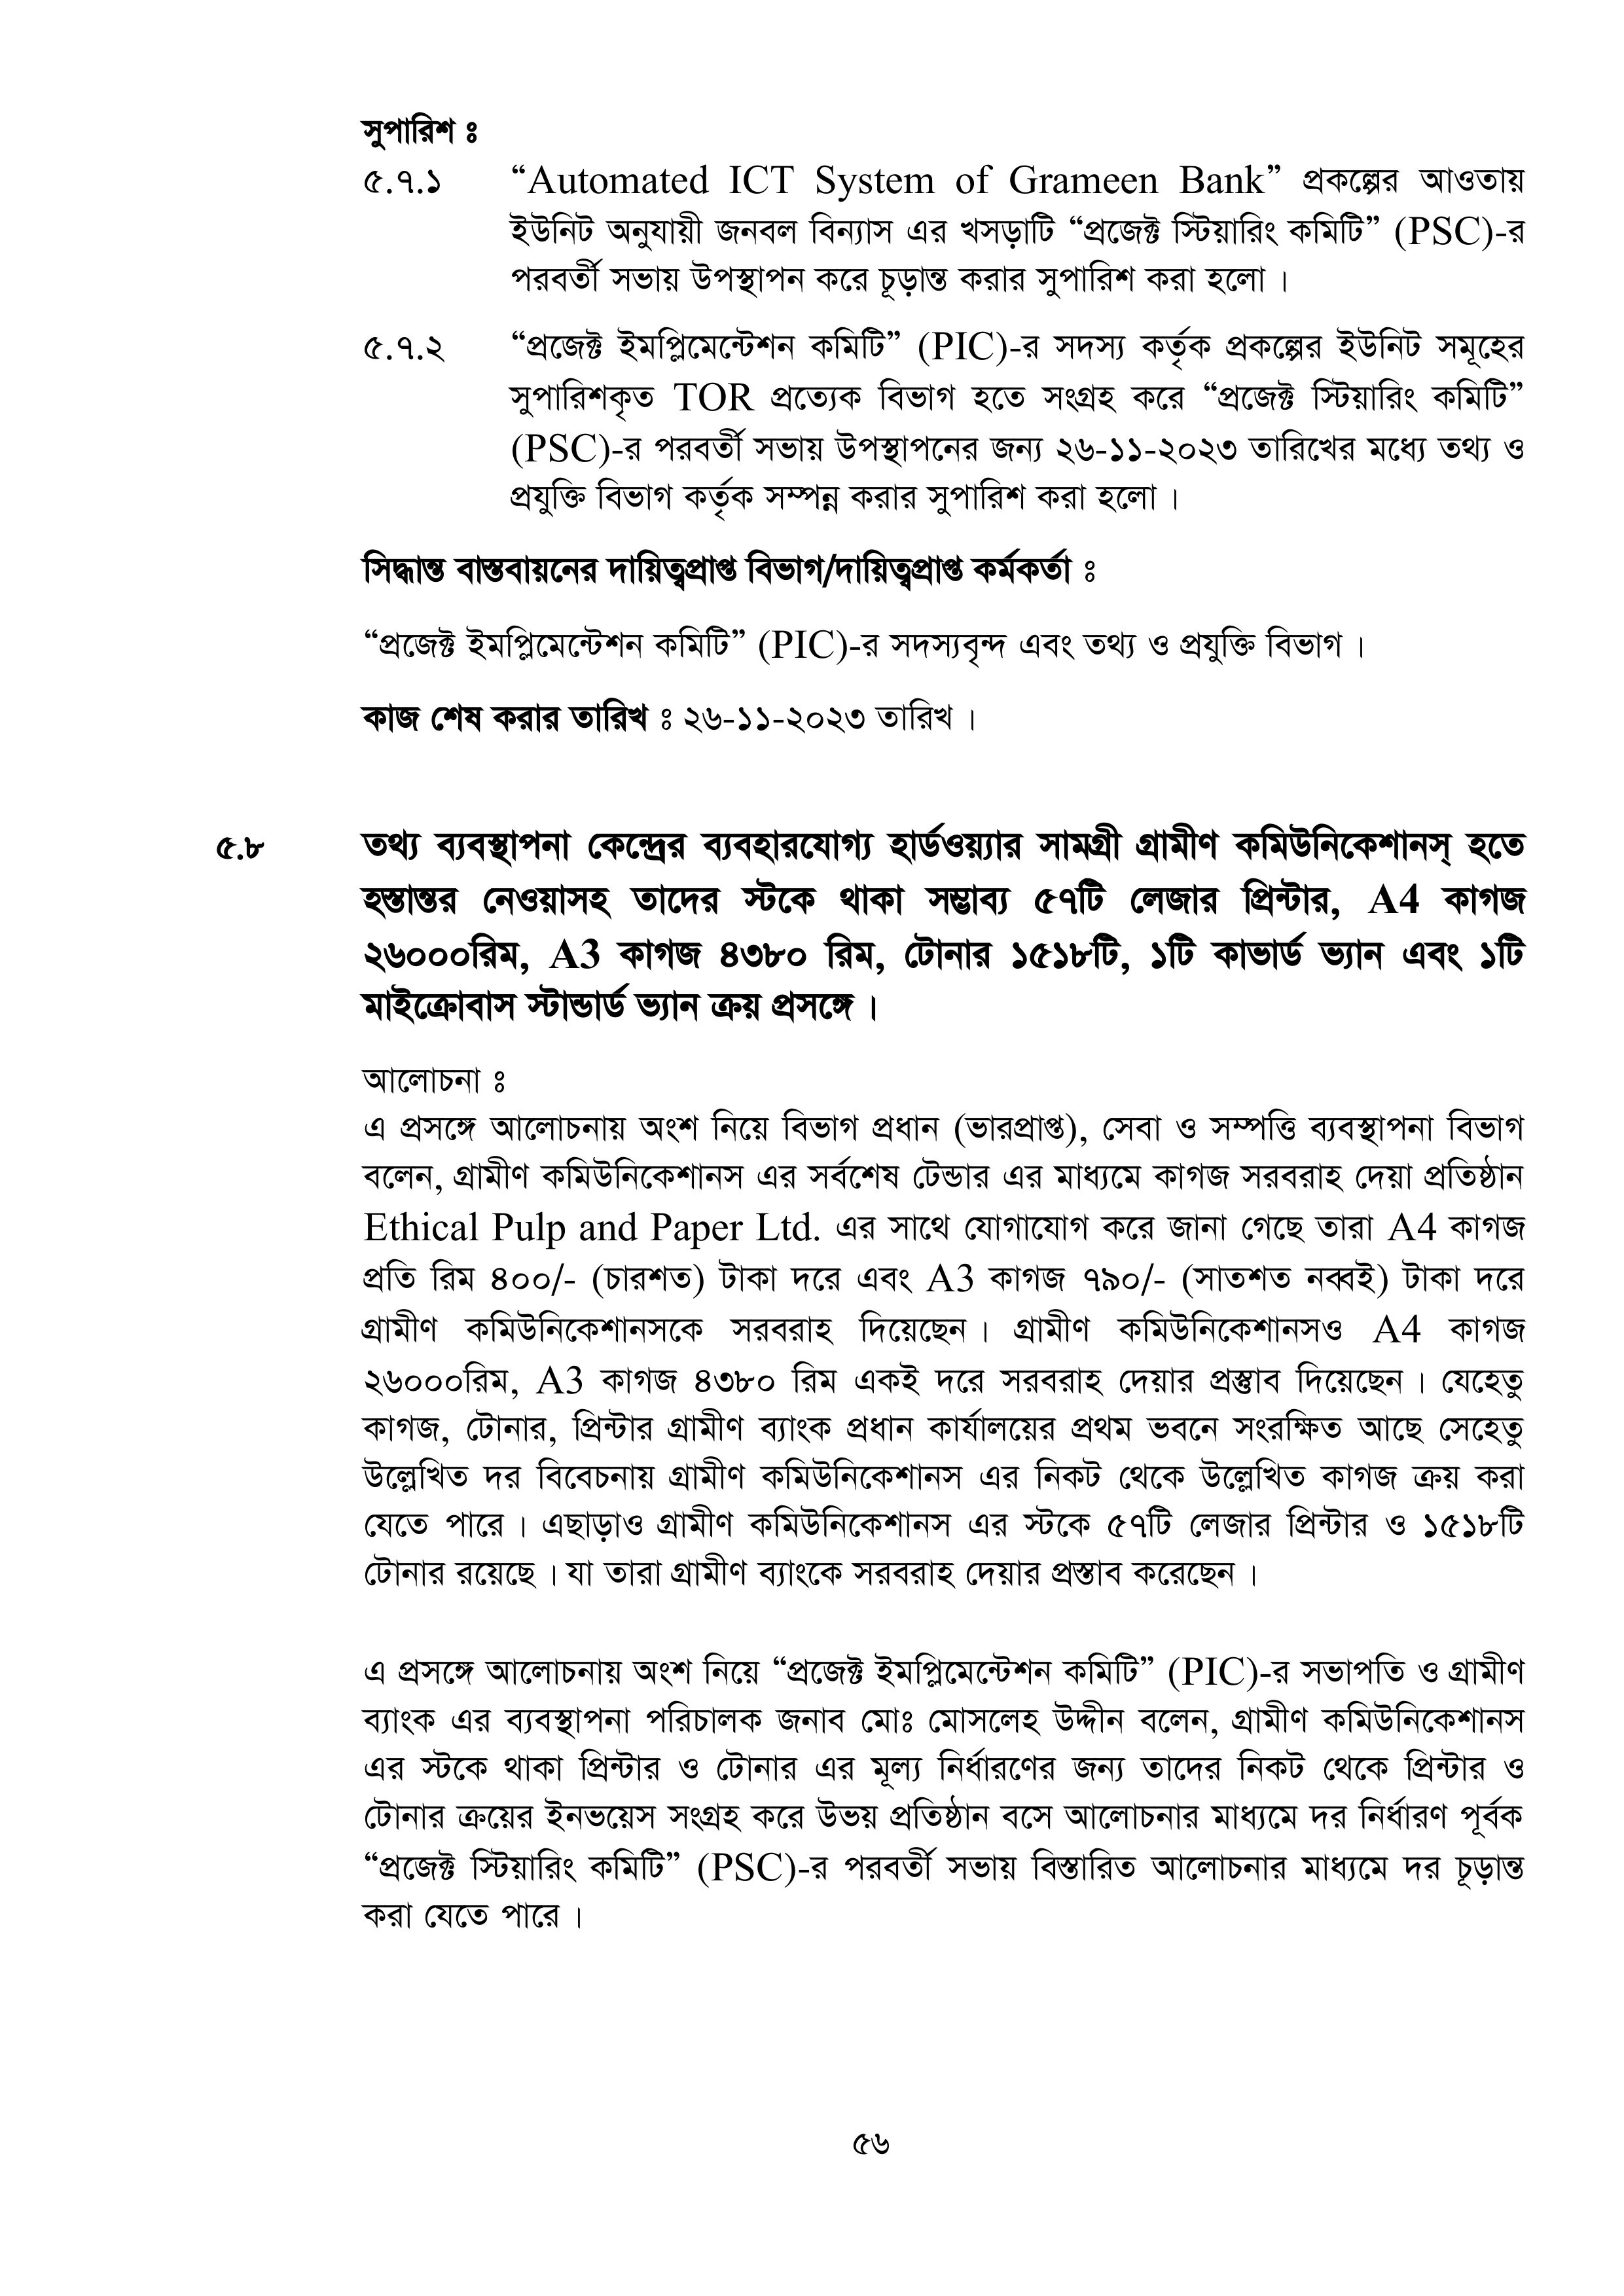 সুপারিশ ঃ
৫.৭.১ “Automated ICT System of Grameen Bank” প্রকল্পের আওতায়
ইউনিট অনুযায়ী জনবল বিন্যাস এর খসড়াটি “প্রজেক্ট স্টিয়ারিং কমিটি” (PSC)-র
পরবর্তী সভায় উপস্থাপন করে চূড়ান্ত করার সুপারিশ করা হলো।
৫.৭.২ “প্রজেক্ট ইমপ্লিমেন্টেশন কমিটি” (PIC)-র সদস্য কর্তৃক প্রকল্পের ইউনিট সমূহের
সুপারিশকৃত TOR প্রত্যেক বিভাগ হতে সংগ্রহ করে “প্রজেক্ট স্টিয়ারিং কমিটি”
(PSC)-র পরবর্তী সভায় উপস্থাপনের জন্য ২৬-১১-২০২৩ তারিখের মধ্যে তথ্য ও
প্রযুক্তি বিভাগ কর্তৃক সম্পন্ন করার সুপারিশ করা হলো।
সিদ্ধান্ত বাস্তবায়নের দায়িত্বপ্রাপ্ত বিভাগ/দায়িত্বপ্রাপ্ত কর্মকর্তা ঃ
“প্রজেক্ট ইমপ্লিমেন্টেশন কমিটি” (PIC)-র সদস্যবৃন্দ এবং তথ্য ও প্রযুক্তি বিভাগ।
কাজ শেষ করার তারিখ ঃ ২৬-১১-২০২৩ তারিখ।
৫.৮ তথ্য ব্যবস্থাপনা কেন্দ্রের ব্যবহারযোগ্য হার্ডওয়্যার সামগ্রী গ্রামীণ কমিউনিকেশানস্ হতে
হস্তান্তর নেওয়াসহ তাদের স্টকে থাকা সম্ভাব্য ৫৭টি লেজার প্রিন্টার, A4 কাগজ
২৬০০০রিম, A3 কাগজ ৪৩৮০ রিম, টোনার ১৫১৮টি, ১টি কাভার্ড ভ্যান এবং ১টি
মাইক্রোবাস স্টান্ডার্ড ভ্যান ক্রয় প্রসঙ্গে।
আলোচনা ঃ
এ প্রসঙ্গে আলোচনায় অংশ নিয়ে বিভাগ প্রধান (ভারপ্রাপ্ত), সেবা ও সম্পত্তি ব্যবস্থাপনা বিভাগ
বলেন, গ্রামীণ কমিউনিকেশানস এর সর্বশেষ টেন্ডার এর মাধ্যমে কাগজ সরবরাহ দেয়া প্রতিষ্ঠান
Ethical Pulp and Paper Ltd. এর সাথে যোগাযোগ করে জানা গেছে তারা A4 কাগজ
প্রতি রিম ৪০০/- (চারশত) টাকা দরে এবং A3 কাগজ ৭৯০/- (সাতশত নব্বই) টাকা দরে
গ্রামীণ কমিউনিকেশানসকে সরবরাহ দিয়েছেন। গ্রামীণ কমিউনিকেশানসও A4 কাগজ
২৬০০০রিম, A3 কাগজ ৪৩৮০ রিম একই দরে সরবরাহ দেয়ার প্রস্তাব দিয়েছেন। যেহেতু
কাগজ, টোনার, প্রিন্টার গ্রামীণ ব্যাংক প্রধান কার্যালয়ের প্রথম ভবনে সংরক্ষিত আছে সেহেতু
উল্লেখিত দর বিবেচনায় গ্রামীণ কমিউনিকেশানস এর নিকট থেকে উল্লেখিত কাগজ ক্রয় করা
যেতে পারে। এছাড়াও গ্রামীণ কমিউনিকেশানস এর স্টকে ৫৭টি লেজার প্রিন্টার ও ১৫১৮টি
টোনার রয়েছে। যা তারা গ্রামীণ ব্যাংকে সরবরাহ দেয়ার প্রস্তাব করেছেন।
এ প্রসঙ্গে আলোচনায় অংশ নিয়ে “প্রজেক্ট ইমপ্লিমেন্টেশন কমিটি” (PIC)-র সভাপতি ও গ্রামীণ
ব্যাংক এর ব্যবস্থাপনা পরিচালক জনাব মোঃ মোসলেহ উদ্দীন বলেন, গ্রামীণ কমিউনিকেশানস
এর স্টকে থাকা প্রিন্টার ও টোনার এর মূল্য নির্ধারণের জন্য তাদের নিকট থেকে প্রিন্টার ও
টোনার ক্রয়ের ইনভয়েস সংগ্রহ করে উভয় প্রতিষ্ঠান বসে আলোচনার মাধ্যমে দর নির্ধারণ পূর্বক
“প্রজেক্ট স্টিয়ারিং কমিটি” (PSC)-র পরবর্তী সভায় বিস্তারিত আলোচনার মাধ্যমে দর চূড়ান্ত
করা যেতে পারে।
৫৬